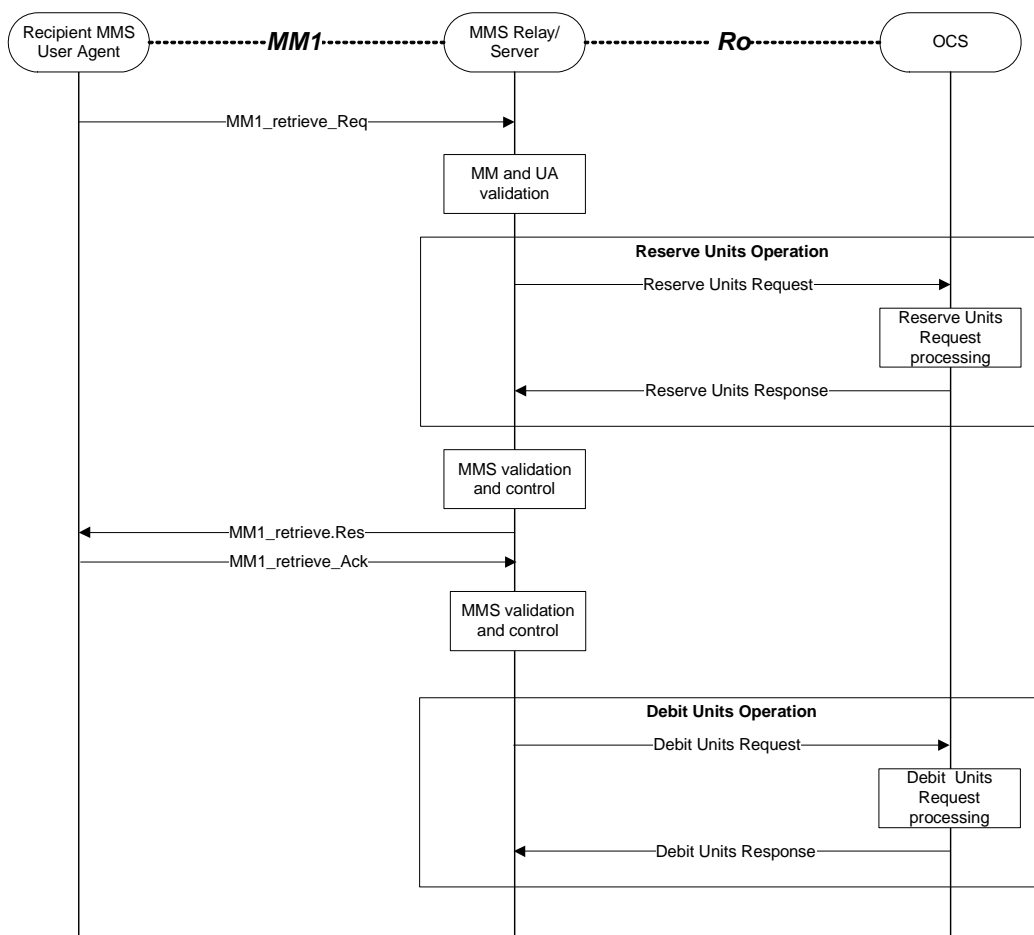 Recipient MMS
User Agent
MM1
MMS Relay/
Server
Ro
OCS
MM1_retrieve_Req
MM and UA
validation
Reserve Units Operation
Reserve Units Request
Reserve Units
Request
processing
Reserve Units Response
MMS validation
and control
MM1_retrieve.Res
MM1_retrieve_Ack
MMS validation
and control
Debit Units Operation
Debit Units Request
Debit Units
Request
processing
Debit Units Response